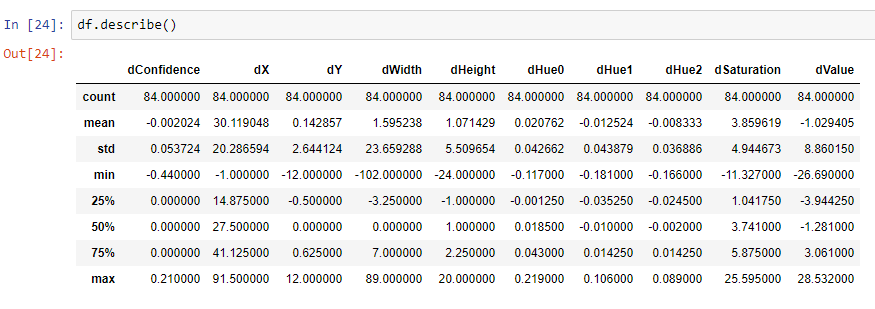 In [24]: df.describe()
Out[24]:
dConfidence dX dY dWidth dHeight dHue0 dHue1 dHue2 dSaturation dValue
count 84.000000 84.000000 84.000000 84.000000 84.000000 84.000000 84.000000 84.000000 84.000000 84.000000
mean -0.002024 30.119048 0.142857 1.595238 1.071429 0.020762 -0.012524 -0.008333 3.859619 -1.029405
std 0.053724 20.286594 2.644124 23.659288 5.509654 0.042662 0.043879 0.036886 4.944673 8.860150
min -0.440000 -1.000000 -12.000000 -102.000000 -24.000000 -0.117000 -0.181000 -0.166000 -11.327000 -26.690000
25% 0.000000 14.875000 -0.500000 -3.250000 -1.000000 -0.001250 -0.035250 -0.024500 1.041750 -3.944250
50% 0.000000 27.500000 0.000000 0.000000 1.000000 0.018500 -0.010000 -0.002000 3.741000 -1.281000
75% 0.000000 41.125000 0.625000 7.000000 2.250000 0.043000 0.014250 0.014250 5.875000 3.061000
max 0.210000 91.500000 12.000000 89.000000 20.000000 0.219000 0.106000 0.089000 25.595000 28.532000